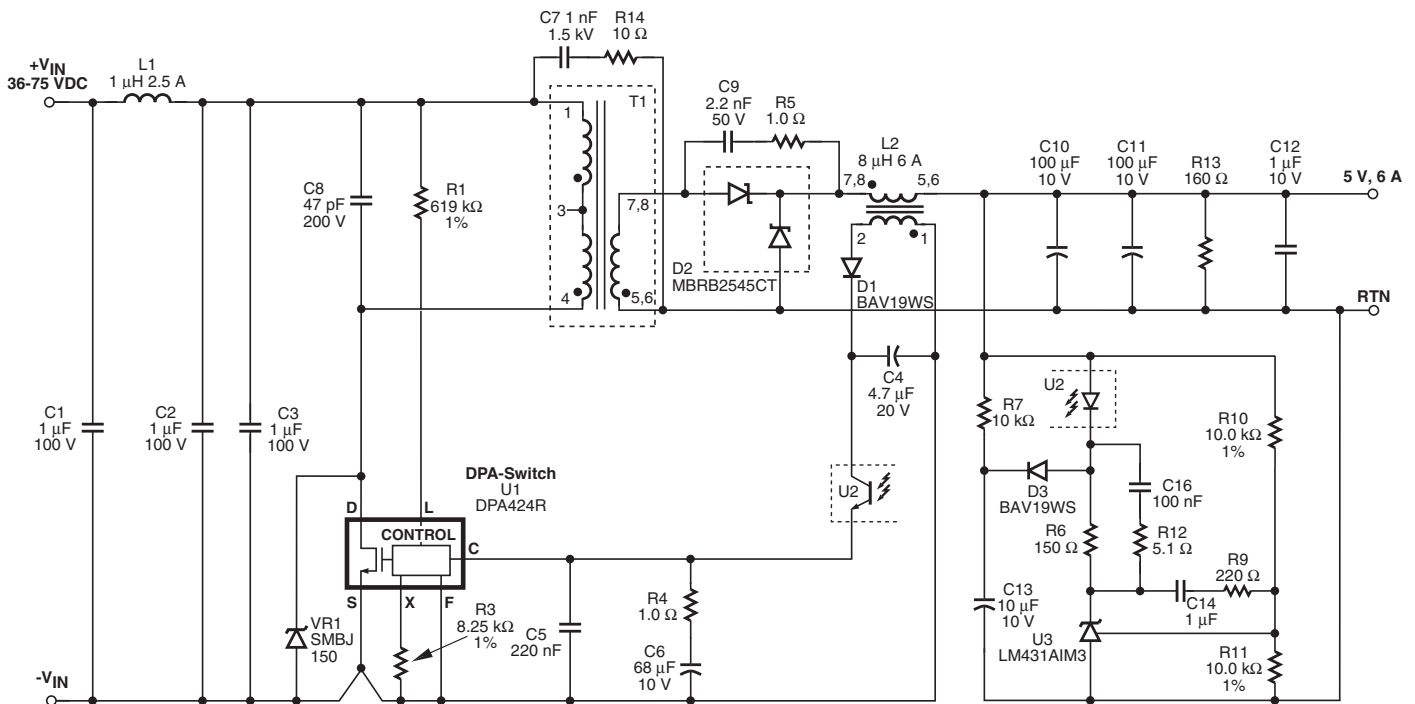 C7 1 nF
1.5 kV
R14
10 Ω
+VIN
36-75 VDC
L1
1 µH 2.5 A
1
T1
C9
2.2 nF
50 V
R5
1.0 Ω
L2
8 µH 6 A
C10
100 µF
10 V
C11
100 µF
10 V
R13
160 Ω
C12
1 µF
10 V
5 V, 6 A
C8
47 pF
200 V
R1
619 kΩ
1%
3
7,8
7,8
5,6
2
1
D2
MBRB2545CT
D1
BAV19WS
4
5,6
RTN
C4
4.7 µF
20 V
C1
1 µF
100 V
C2
1 µF
100 V
C3
1 µF
100 V
R7
10 kΩ
U2
R10
10.0 kΩ
1%
DPA-Switch
U1
DPA424R
U2
D3
BAV19WS
C16
100 nF
D
L
CONTROL
C
R6
150 Ω
R12
5.1 Ω
R9
220 Ω
S
X
F
VR1
SMBJ
150
R3
8.25 kΩ
1%
C5
220 nF
R4
1.0 Ω
C6
68 µF
10 V
C13
10 µF
10 V
C14
1 µF
U3
LM431AIM3
R11
10.0 kΩ
1%
-VIN